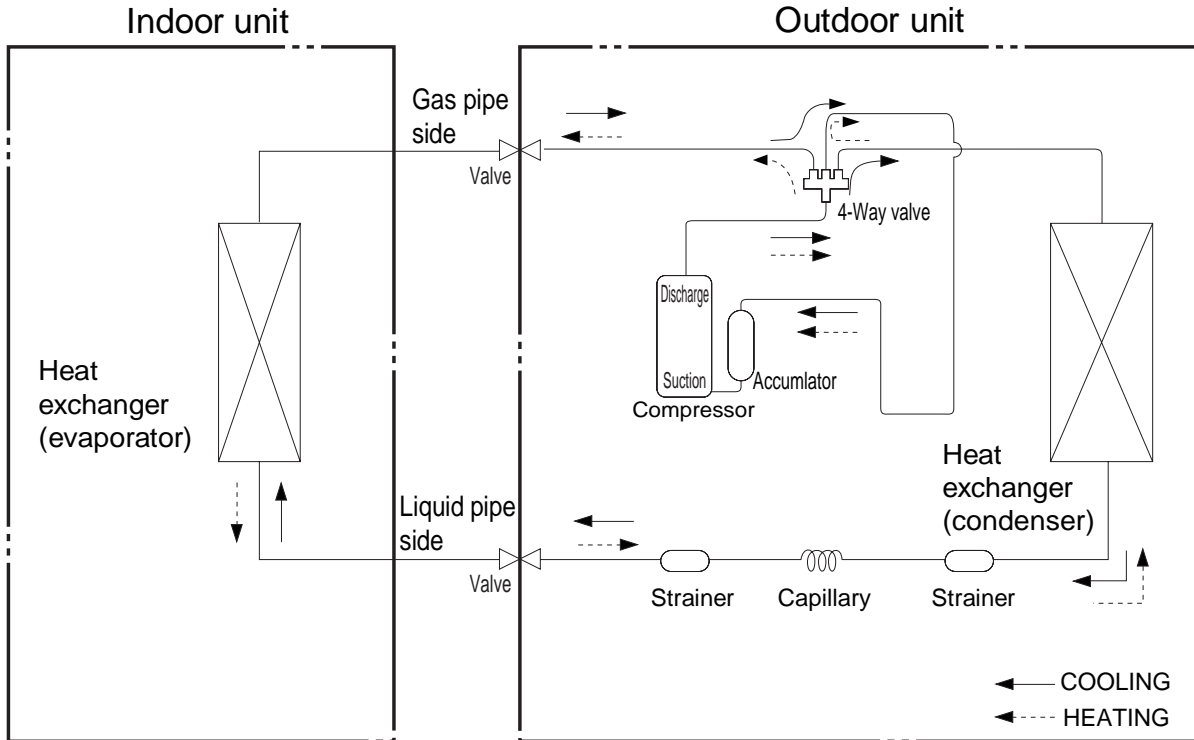 Indoor unit
Outdoor unit
Gas pipe
side
Valve
4-Way valve
Discharge
Suction
Compressor
Accumlator
Heat
exchanger
(evaporator)
Heat
exchanger
(condenser)
Liquid pipe
side
Valve
Strainer
Capillary
Strainer
COOLING
HEATING